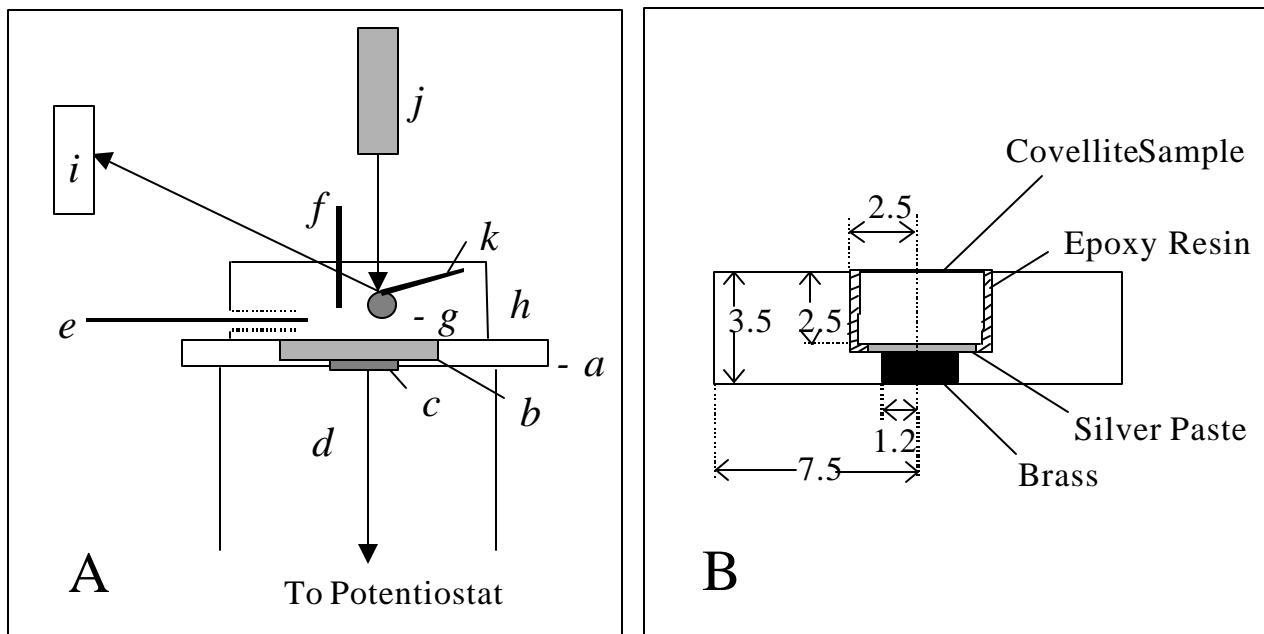 j
i
f
k
e
- g
h
- a
c
b
d
A
To Potentiostat
CovelliteSample
2.5
Epoxy Resin
3.5
2.5
1.2
Silver Paste
7.5
Brass
B